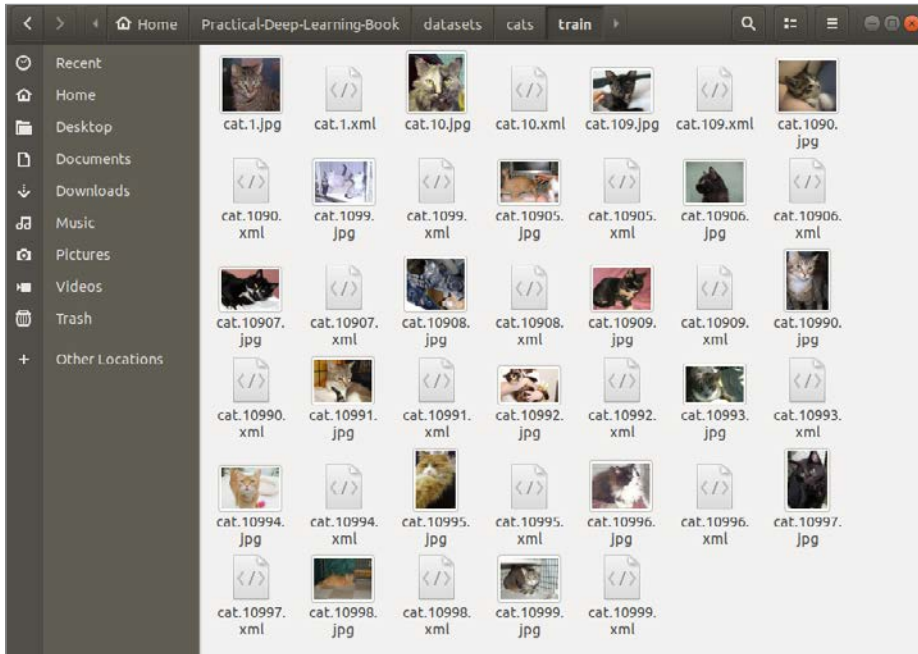 Home Practical-Deep-Learning-Book datasets cats train
Recent
Home
Desktop
Documents
Downloads
Music
Pictures
Videos
Trash
Other Locations
cat.1.jpg cat.1.xml cat.10.jpg cat.10.xml cat.109.jpg cat.109.xml cat.1090.
jpg
cat.1090. cat.1099. cat.1099. cat.10905. cat.10905. cat.10906. cat.10906.
xml jpg xml jpg xml jpg xml
cat.10907. cat.10907. cat.10908. cat.10908. cat.10909. cat.10909. cat.10990.
jpg xml jpg xml jpg xml jpg
cat.10990. cat.10991. cat.10991. cat.10992. cat.10992. cat.10993. cat.10993.
xml jpg xml jpg xml jpg xml
cat.10994. cat.10994. cat.10995. cat.10995. cat.10996. cat.10996. cat.10997.
jpg xml jpg xml jpg xml jpg
cat.10997. cat.10998. cat.10998. cat.10999. cat.10999.
xml jpg xml jpg xml